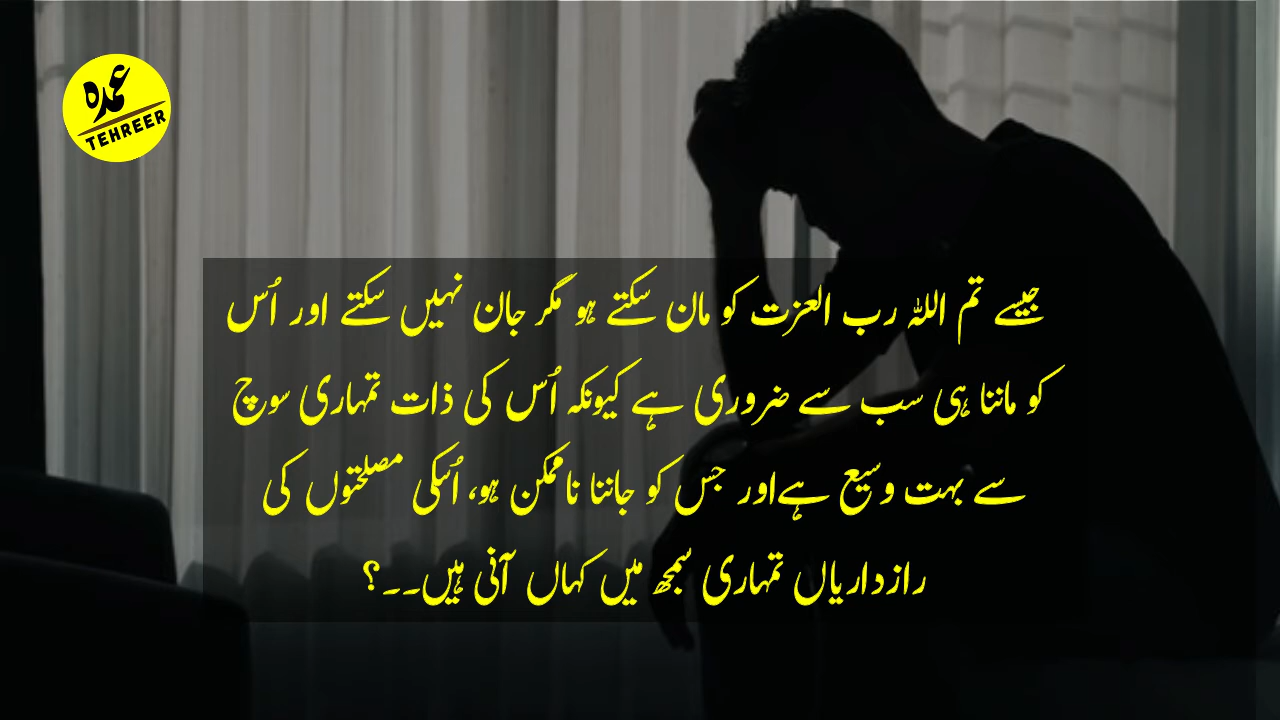 عمدہ
TEHREER
جیسے تم اللہ رب العزت کو مان سکتے ہو مگر جان نہیں سکتے اور اُس
کو ماننا ہی سب سے ضروری ہے کیونکہ اُس کی ذات تمہاری سوچ
سے بہت وسیع ہےاور جس کو جاننا ناممکن ہو، اُسکی مصلحتوں کی
رازداریاں تمہاری سمجھ میں کہاں آنی ہیں۔۔؟